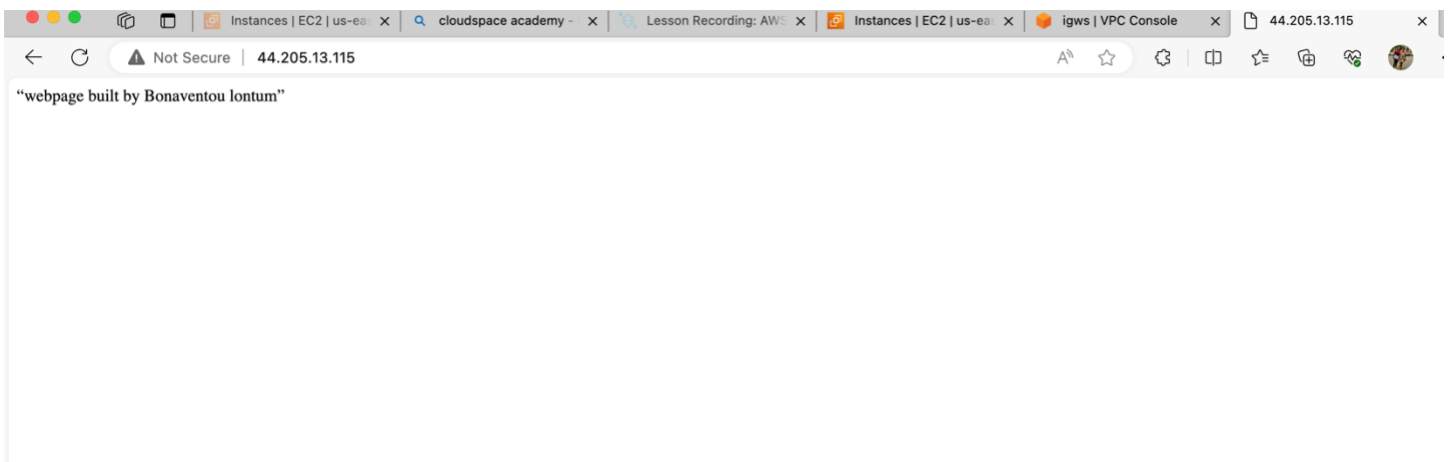 Instances | EC2 | us-ea
cloudspace academy -
Lesson Recording: AWS
Instances | EC2 | us-ea
igws | VPC Console
44.205.13.115
Not Secure
44.205.13.115
“webpage built by Bonaventou lontum”